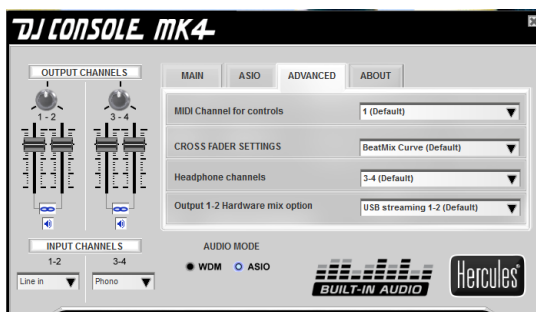 DJ CONSOLE MK4
OUTPUT CHANNELS
1 - 2
3 - 4
INPUT CHANNELS
1-2
3-4
Line in
Phono
MAIN
ASIO
ADVANCED
ABOUT
MIDI Channel for controls
1 (Default)
CROSS FADER SETTINGS
BeatMix Curve (Default)
Headphone channels
3-4 (Default)
Output 1-2 Hardware mix option
USB streaming 1-2 (Default)
AUDIO MODE
WDM
ASIO
BUILT-IN AUDIO
Hercules®